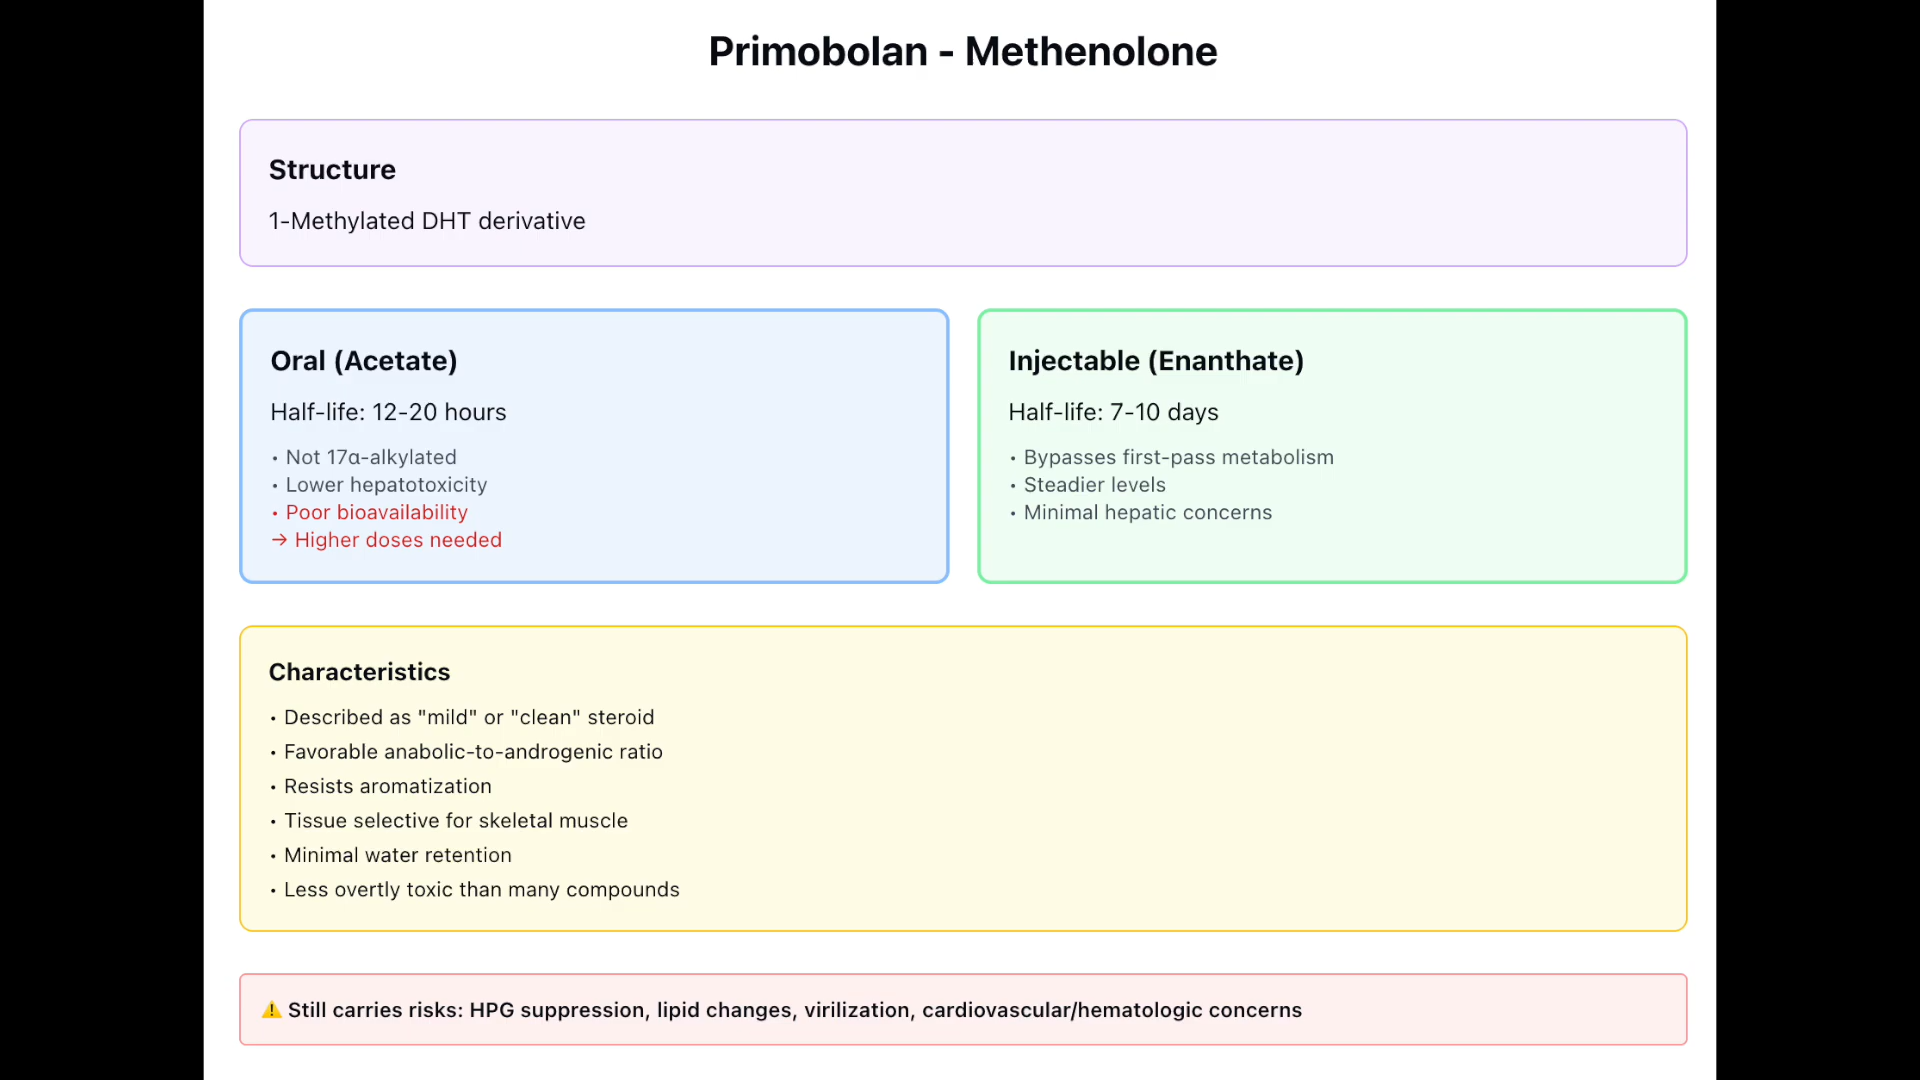 Primobolan - Methenolone
Structure
1-Methylated DHT derivative
Oral (Acetate)
Half-life: 12-20 hours
• Not 17α-alkylated
• Lower hepatotoxicity
• Poor bioavailability
→ Higher doses needed
Injectable (Enanthate)
Half-life: 7-10 days
• Bypasses first-pass metabolism
• Steadier levels
• Minimal hepatic concerns
Characteristics
• Described as "mild" or "clean" steroid
• Favorable anabolic-to-androgenic ratio
• Resists aromatization
• Tissue selective for skeletal muscle
• Minimal water retention
• Less overtly toxic than many compounds
⚠️ Still carries risks: HPG suppression, lipid changes, virilization, cardiovascular/hematologic concerns